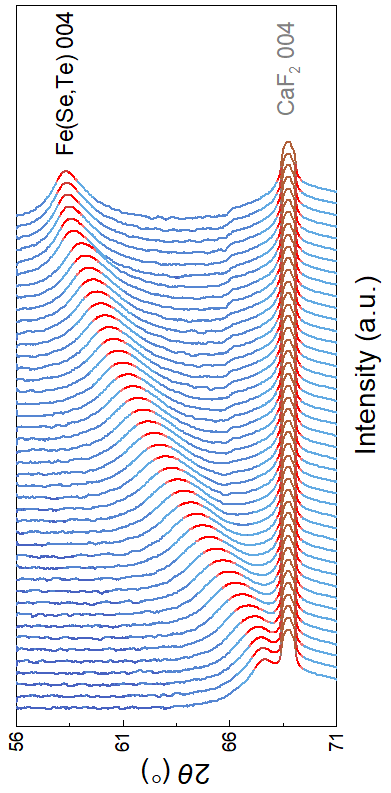 Fe(Se,Te) 004
CaF2 004
Intensity (a.u.)
56
61
66
71
2θ (°)